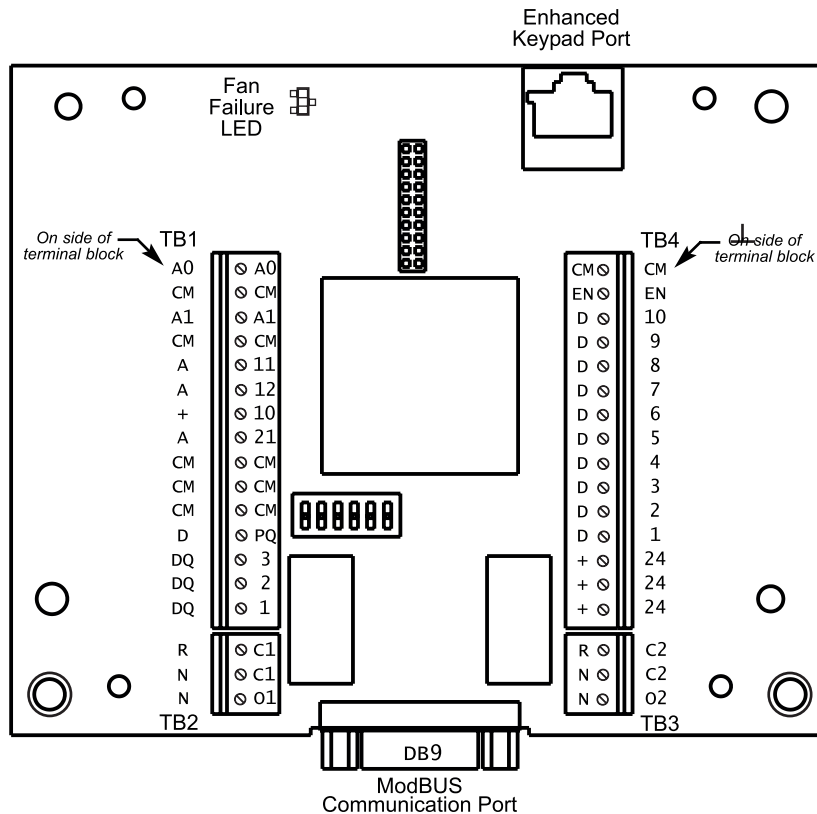 Enhanced
Keypad Port
Fan
Failure
LED
TB1
On side of
terminal block
A0 A0
CM CM
A1 A1
CM CM
A 11
A 12
+ 10
A 21
CM CM
CM CM
CM CM
D PQ
DQ 3
DQ 2
DQ 1
R C1
N C1
N O1
TB2
TB4
On side of
terminal block
CM CM
EN EN
D 10
D 9
D 8
D 7
D 6
D 5
D 4
D 3
D 2
D 1
+ 24
+ 24
+ 24
R C2
N C2
N O2
TB3
DB9
ModBUS
Communication Port